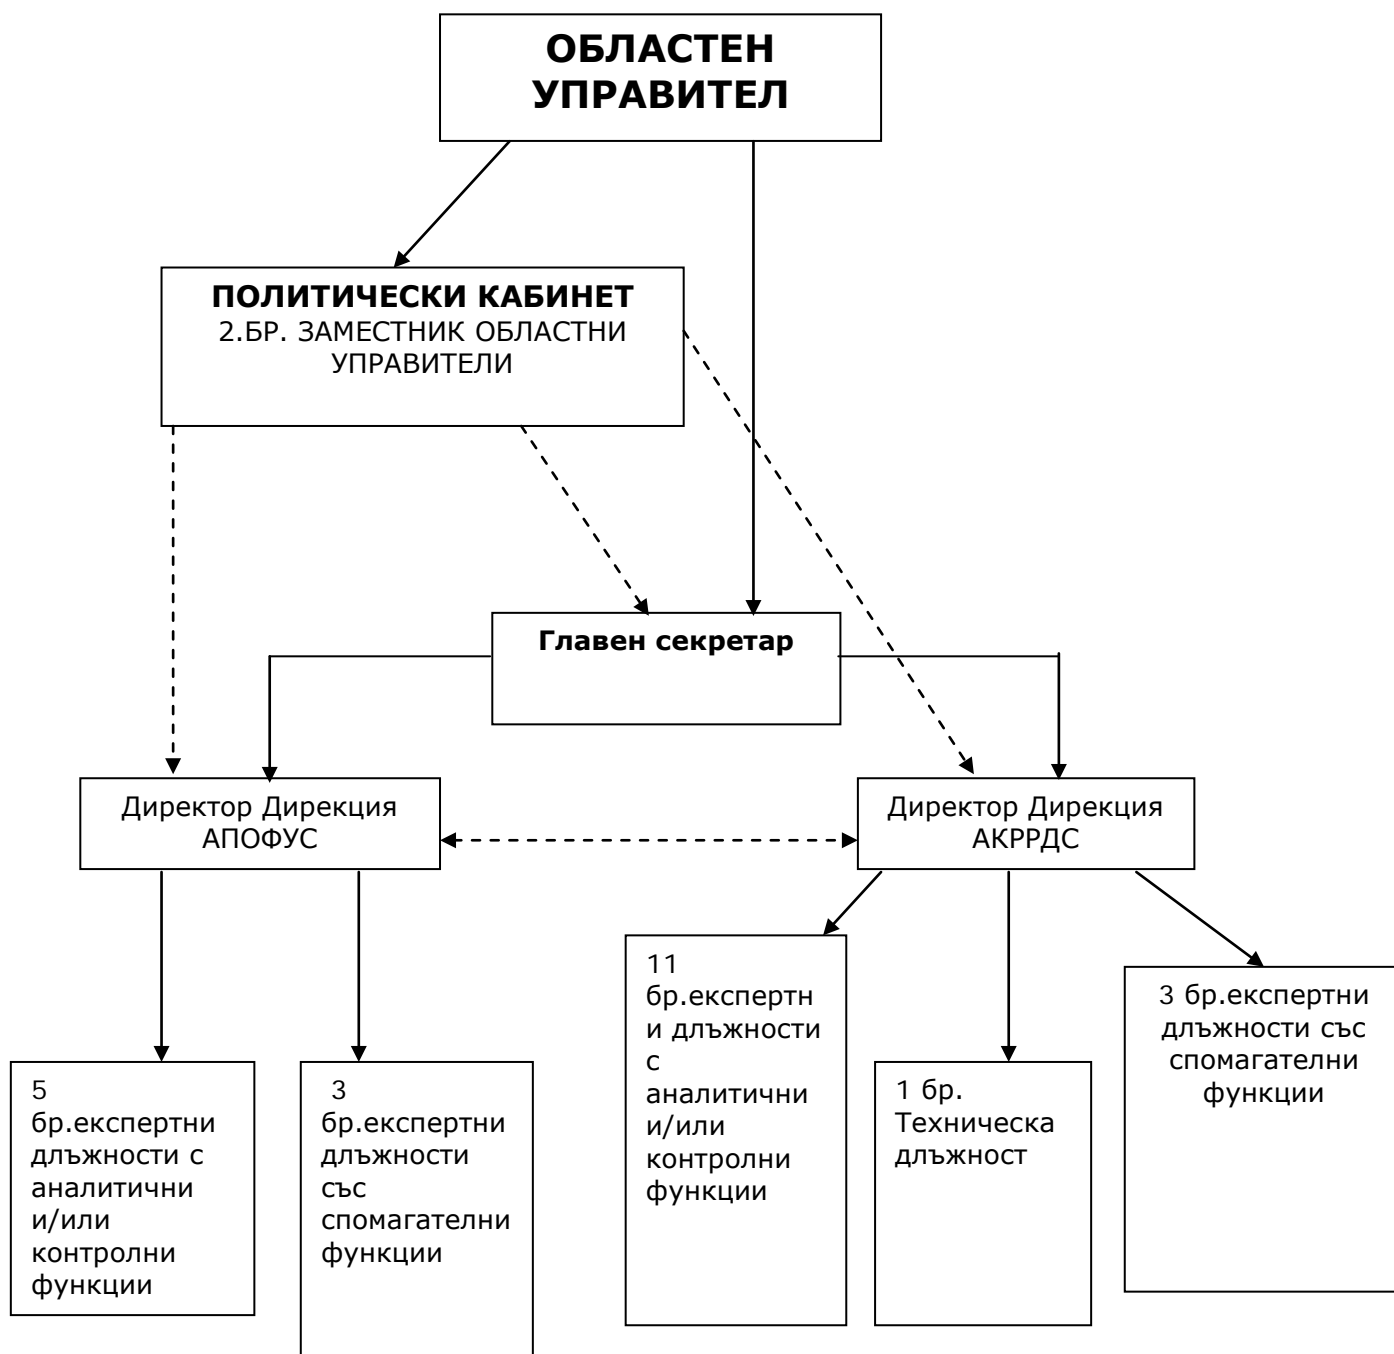 ОБЛАСТЕН
УПРАВИТЕЛ
ПОЛИТИЧЕСКИ КАБИНЕТ
2.БР. ЗАМЕСТНИК ОБЛАСТНИ
УПРАВИТЕЛИ
Главен секретар
Директор Дирекция
АПОФУС
Директор Дирекция
АКРРДС
5
бр.експертни
длъжности с
аналитични
и/или
контролни
функции
3
бр.експертни
длъжности
със
спомагателни
функции
11
бр.експертн
и длъжности
с
аналитични
и/или
контролни
функции
1 бр.
Техническа
длъжност
3 бр.експертни
длъжности със
спомагателни
функции